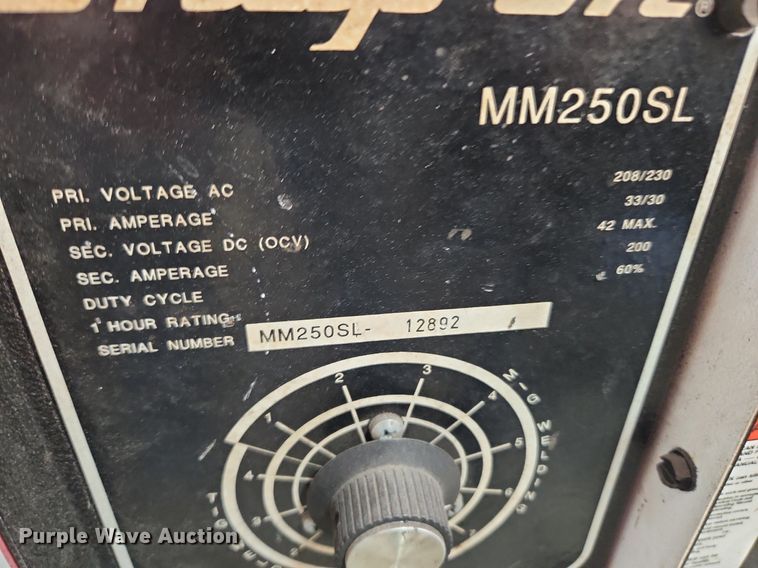 MM250SL
PRI. VOLTAGE AC 208/230
PRI. AMPERAGE 33/30
SEC. VOLTAGE DC (OCV) 42 MAX.
SEC. AMPERAGE 200
DUTY CYCLE 60%
1 HOUR RATING
SERIAL NUMBER MM250SL- 12892
1 2 3 4 5 6
MIG WELDING
Purple Wave Auction